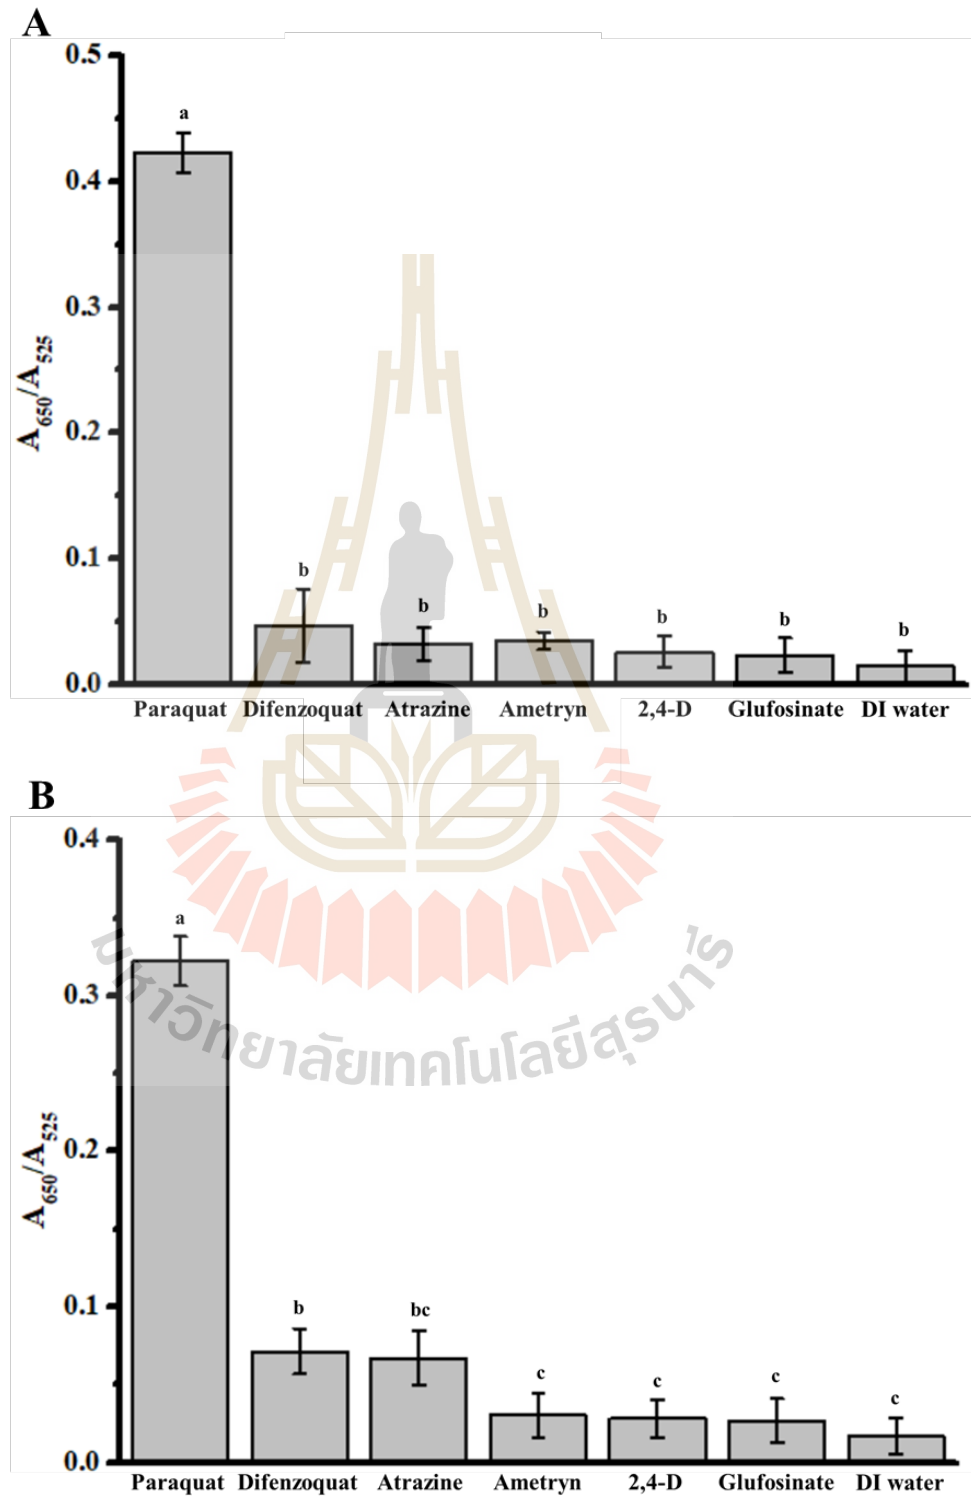 A
0.5
a
0.4
0.3
A650/A525
0.2
0.1
b b b b b b
0.0
Paraquat Difenzoquat Atrazine Ametryn 2,4-D Glufosinate DI water
B
0.4
a
0.3
มหาวิทยาลัยเทคโนโลยีสุรนารี
0.2
A650/A525
0.1
b bc c c c c
0.0
Paraquat Difenzoquat Atrazine Ametryn 2,4-D Glufosinate DI water